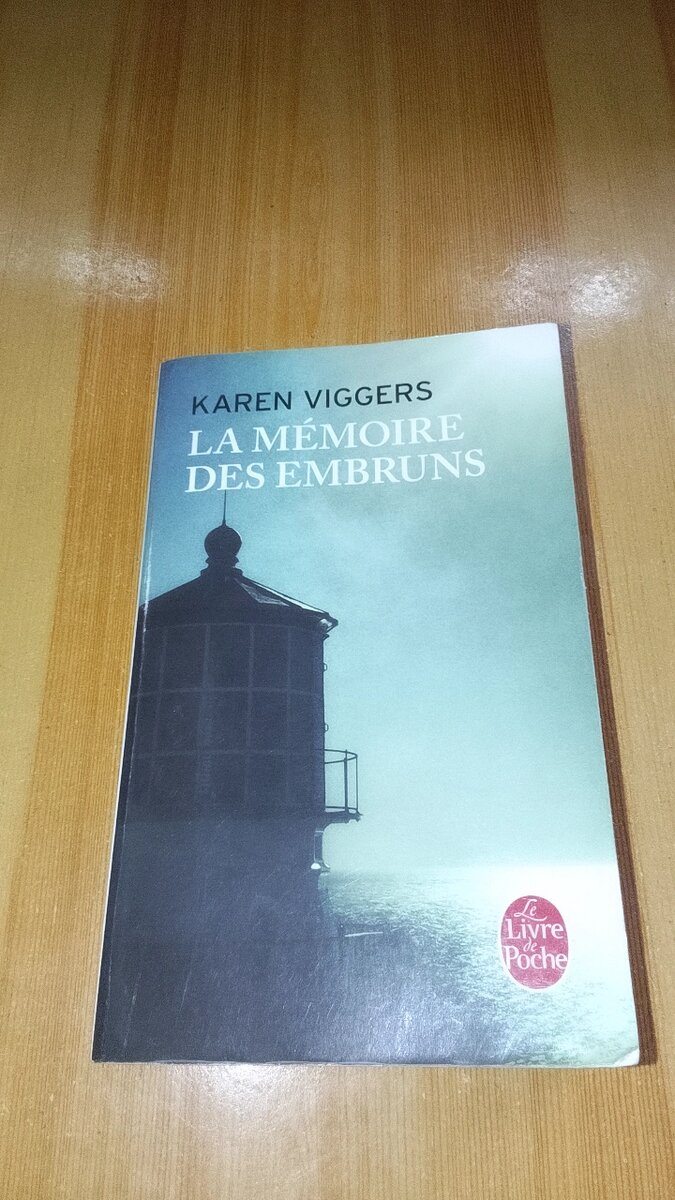 KAREN VIGGERS
LA MÉMOIRE
DES EMBRUNS
Le
Livre
de
Poche